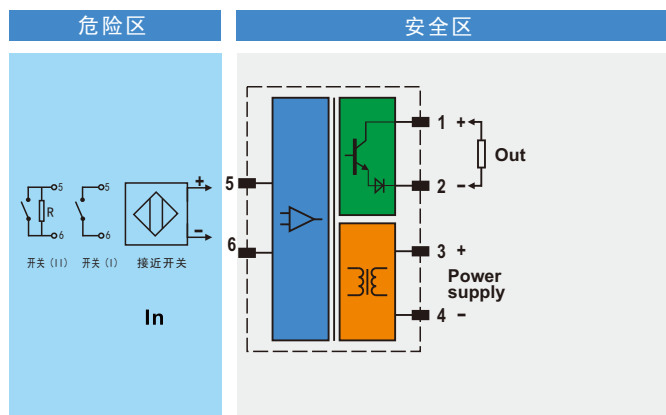 危险区
安全区
5
R
6
开关（II）
5
6
开关（I）
+
-
接近开关
In
5
6
1 +
2 -
Out
3 +
Power
supply
4 -